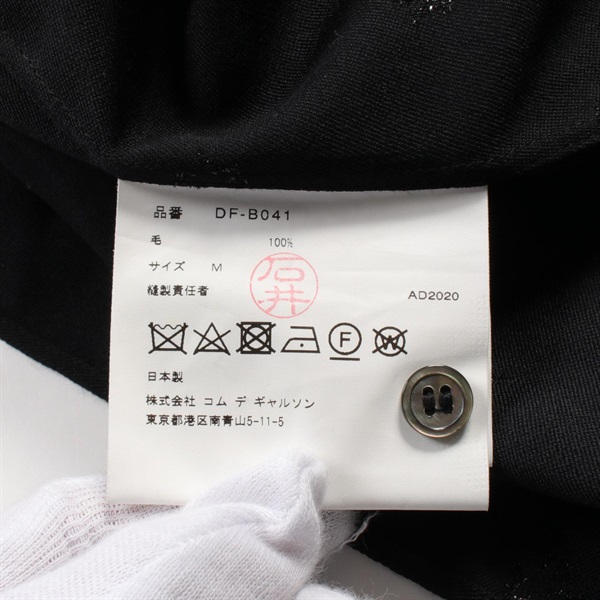 品番 DF-B041
毛 100%
サイズ M
石井
縫製責任者 AD2020
F W
日本製
株式会社 コム デ ギャルソン
東京都港区南青山5-11-5